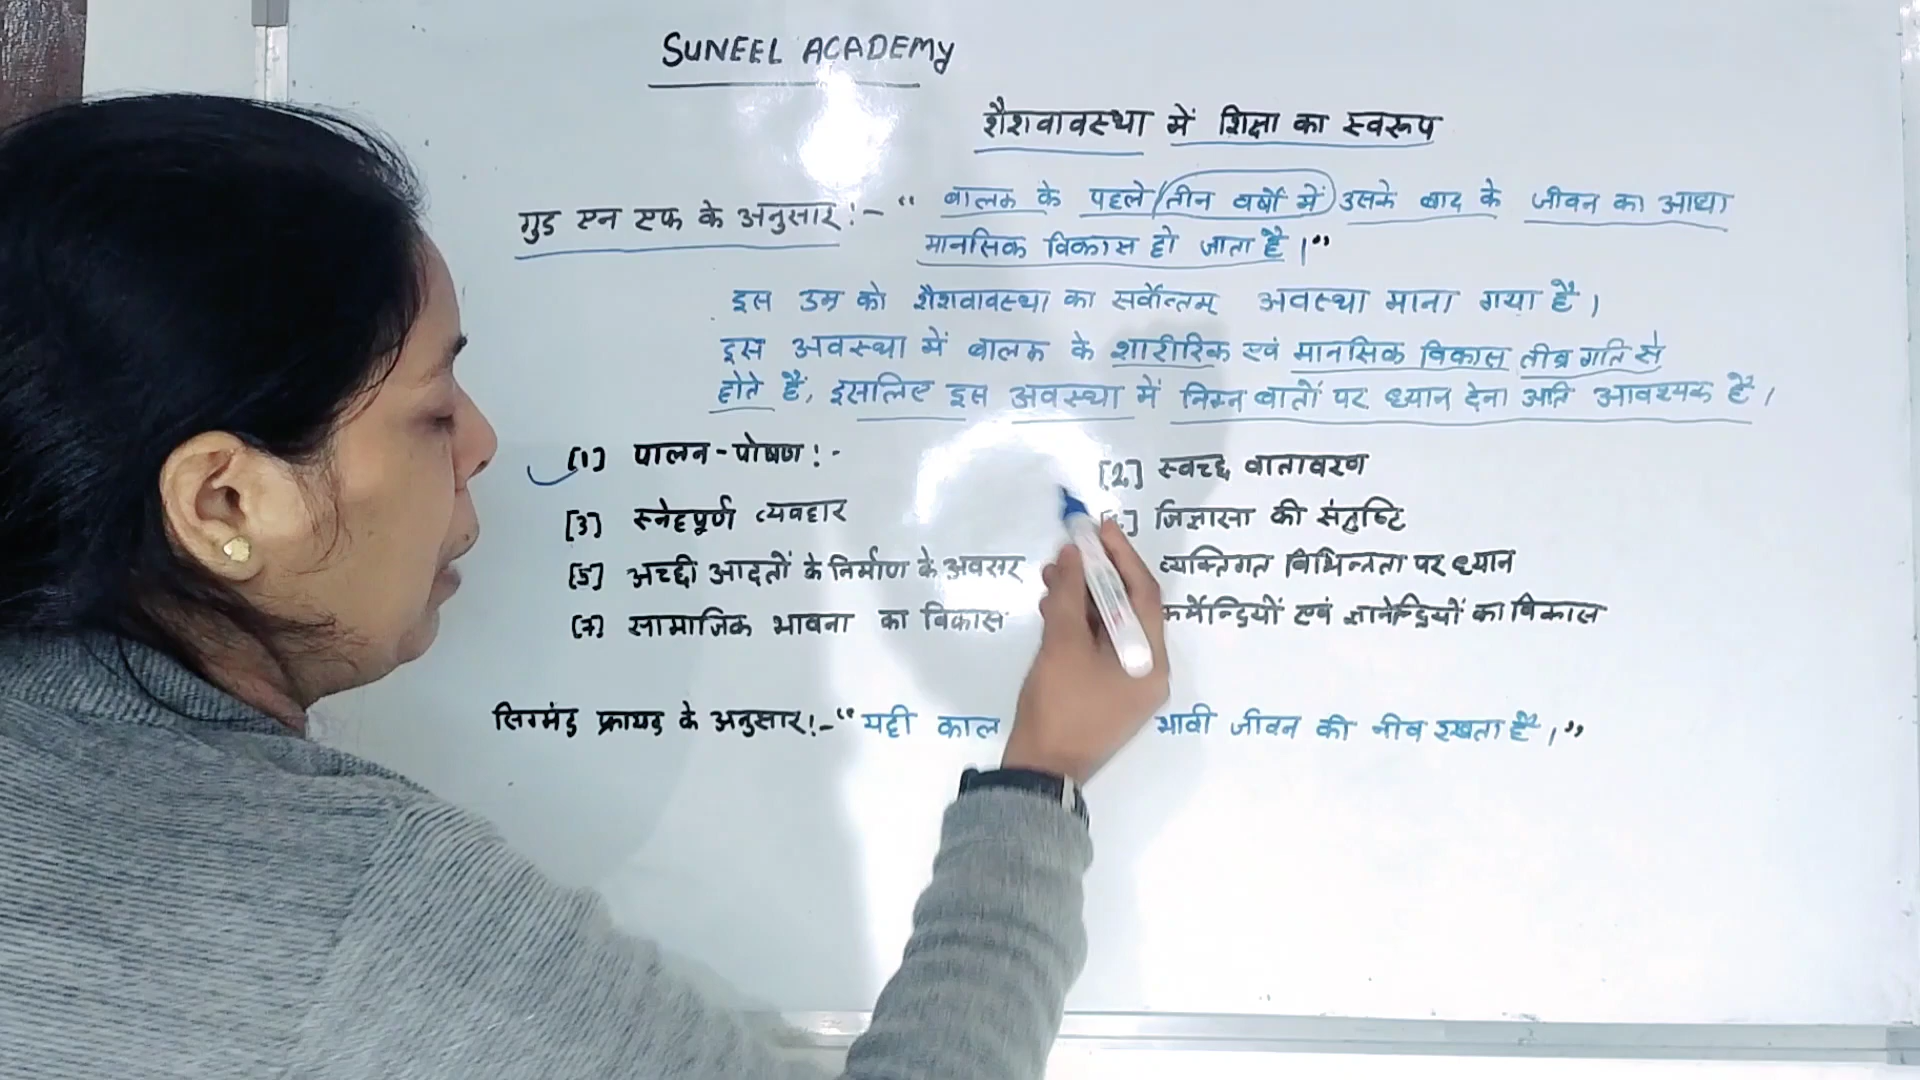 SUNEEL ACADEMY
शैशवावस्था में शिक्षा का स्वरूप
गुड एन एफ के अनुसार :- “ बालक के पहले तीन वर्षों में उसके बाद के जीवन का आधा
मानसिक विकास हो जाता है।”
इस उम्र को शैशवावस्था का सर्वोत्तम् अवस्था माना गया है।
इस अवस्था में बालक के शारीरिक एवं मानसिक विकास तीव्र गति से
होते हैं, इसलिए इस अवस्था में निम्न बातों पर ध्यान देना अति आवश्यक है।
[1] पालन-पोषण :- [2] स्वच्छ वातावरण
[3] स्नेहपूर्ण व्यवहार जिज्ञासा की संतुष्टि
[5] अच्छी आदतों के निर्माण के अवसर व्यक्तिगत विभिन्नता पर ध्यान
[7] सामाजिक भावना का विकास कर्मेन्द्रियों एवं ज्ञानेन्द्रियों का विकास
सिगमंड फ्रायड के अनुसार :- “ यही काल भावी जीवन की नीव रखता है।”